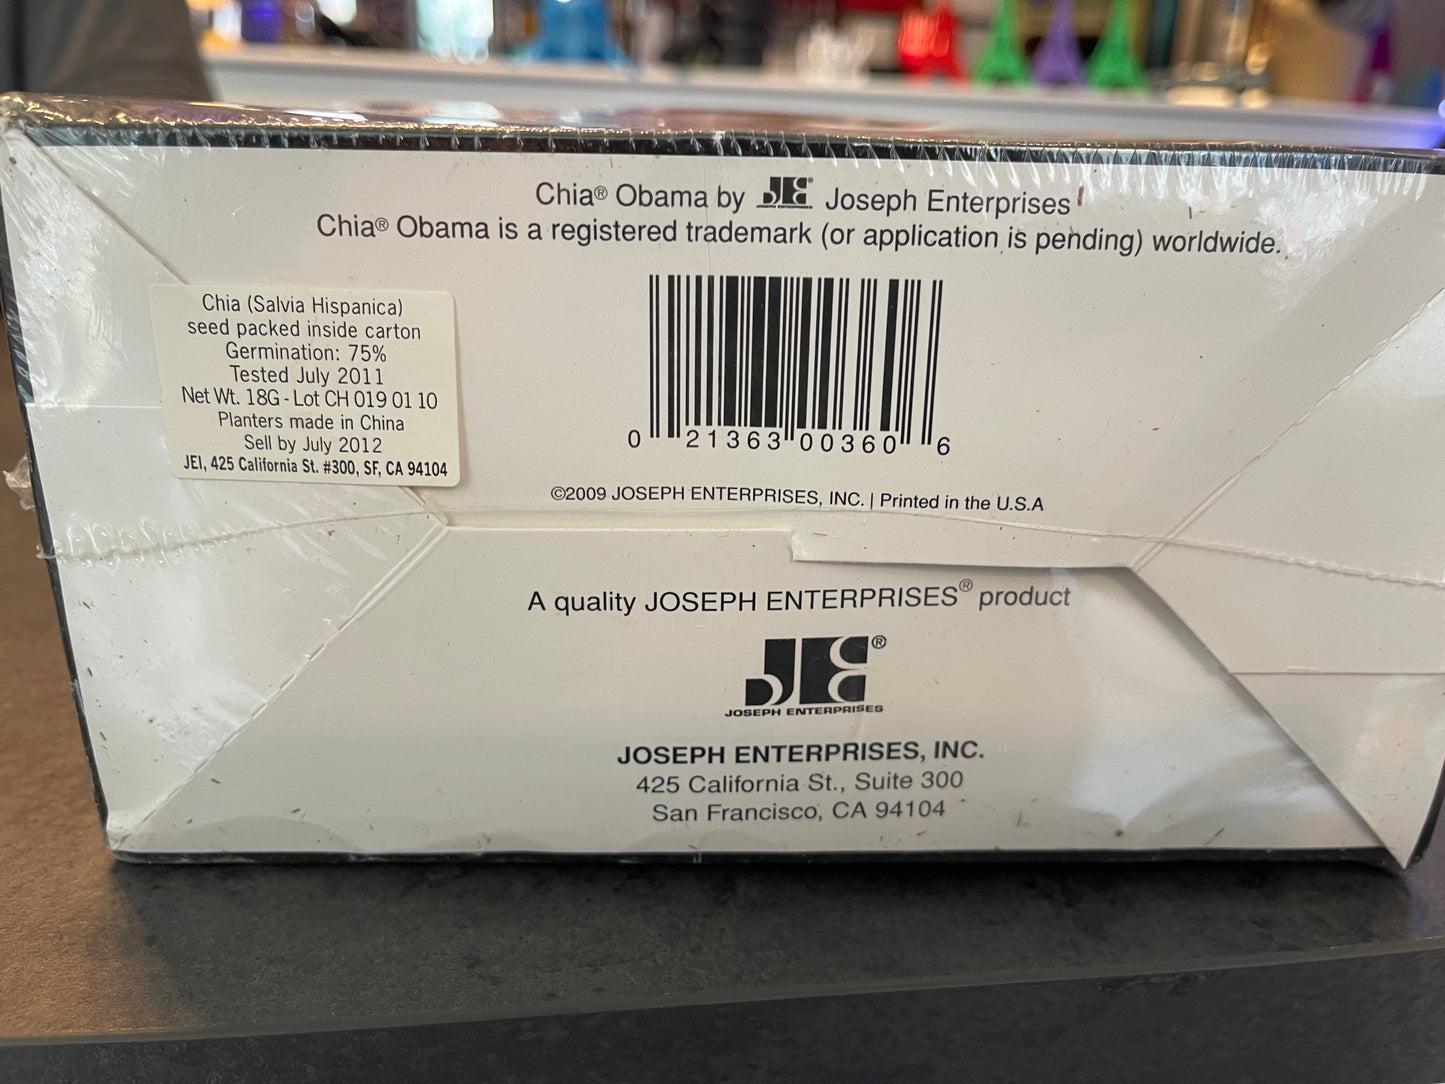 Chia® Obama by JE Joseph Enterprises
Chia® Obama is a registered trademark (or application is pending) worldwide.
Chia (Salvia Hispanica)
seed packed inside carton
Germination: 75%
Tested July 2011
Net Wt. 18G - Lot CH 019 01 10
Planters made in China
Sell by July 2012
JEI, 425 California St. #300, SF, CA 94104
0 21363 00360 6
©2009 JOSEPH ENTERPRISES, INC. | Printed in the U.S.A
A quality JOSEPH ENTERPRISES® product
JE®
JOSEPH ENTERPRISES
JOSEPH ENTERPRISES, INC.
425 California St., Suite 300
San Francisco, CA 94104